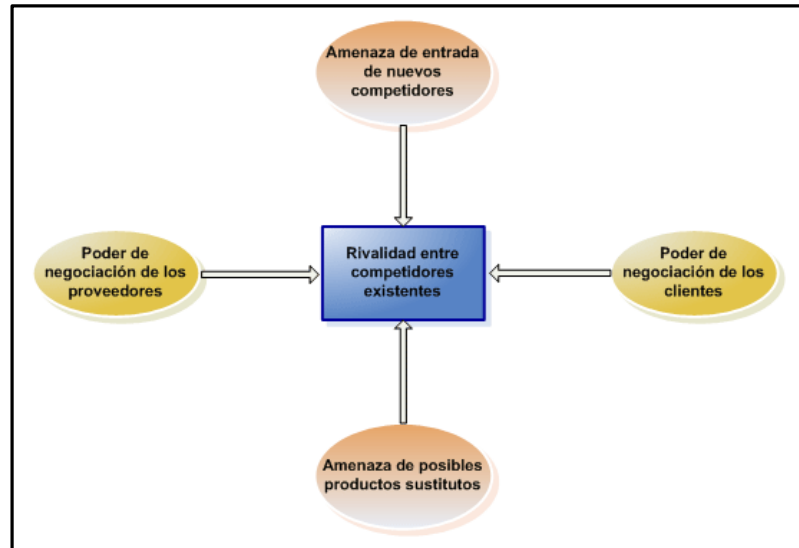 Amenaza de entrada
de nuevos
competidores
Poder de
negociación de los
proveedores
Rivalidad entre
competidores
existentes
Poder de
negociación de los
clientes
Amenaza de posibles
productos sustitutos